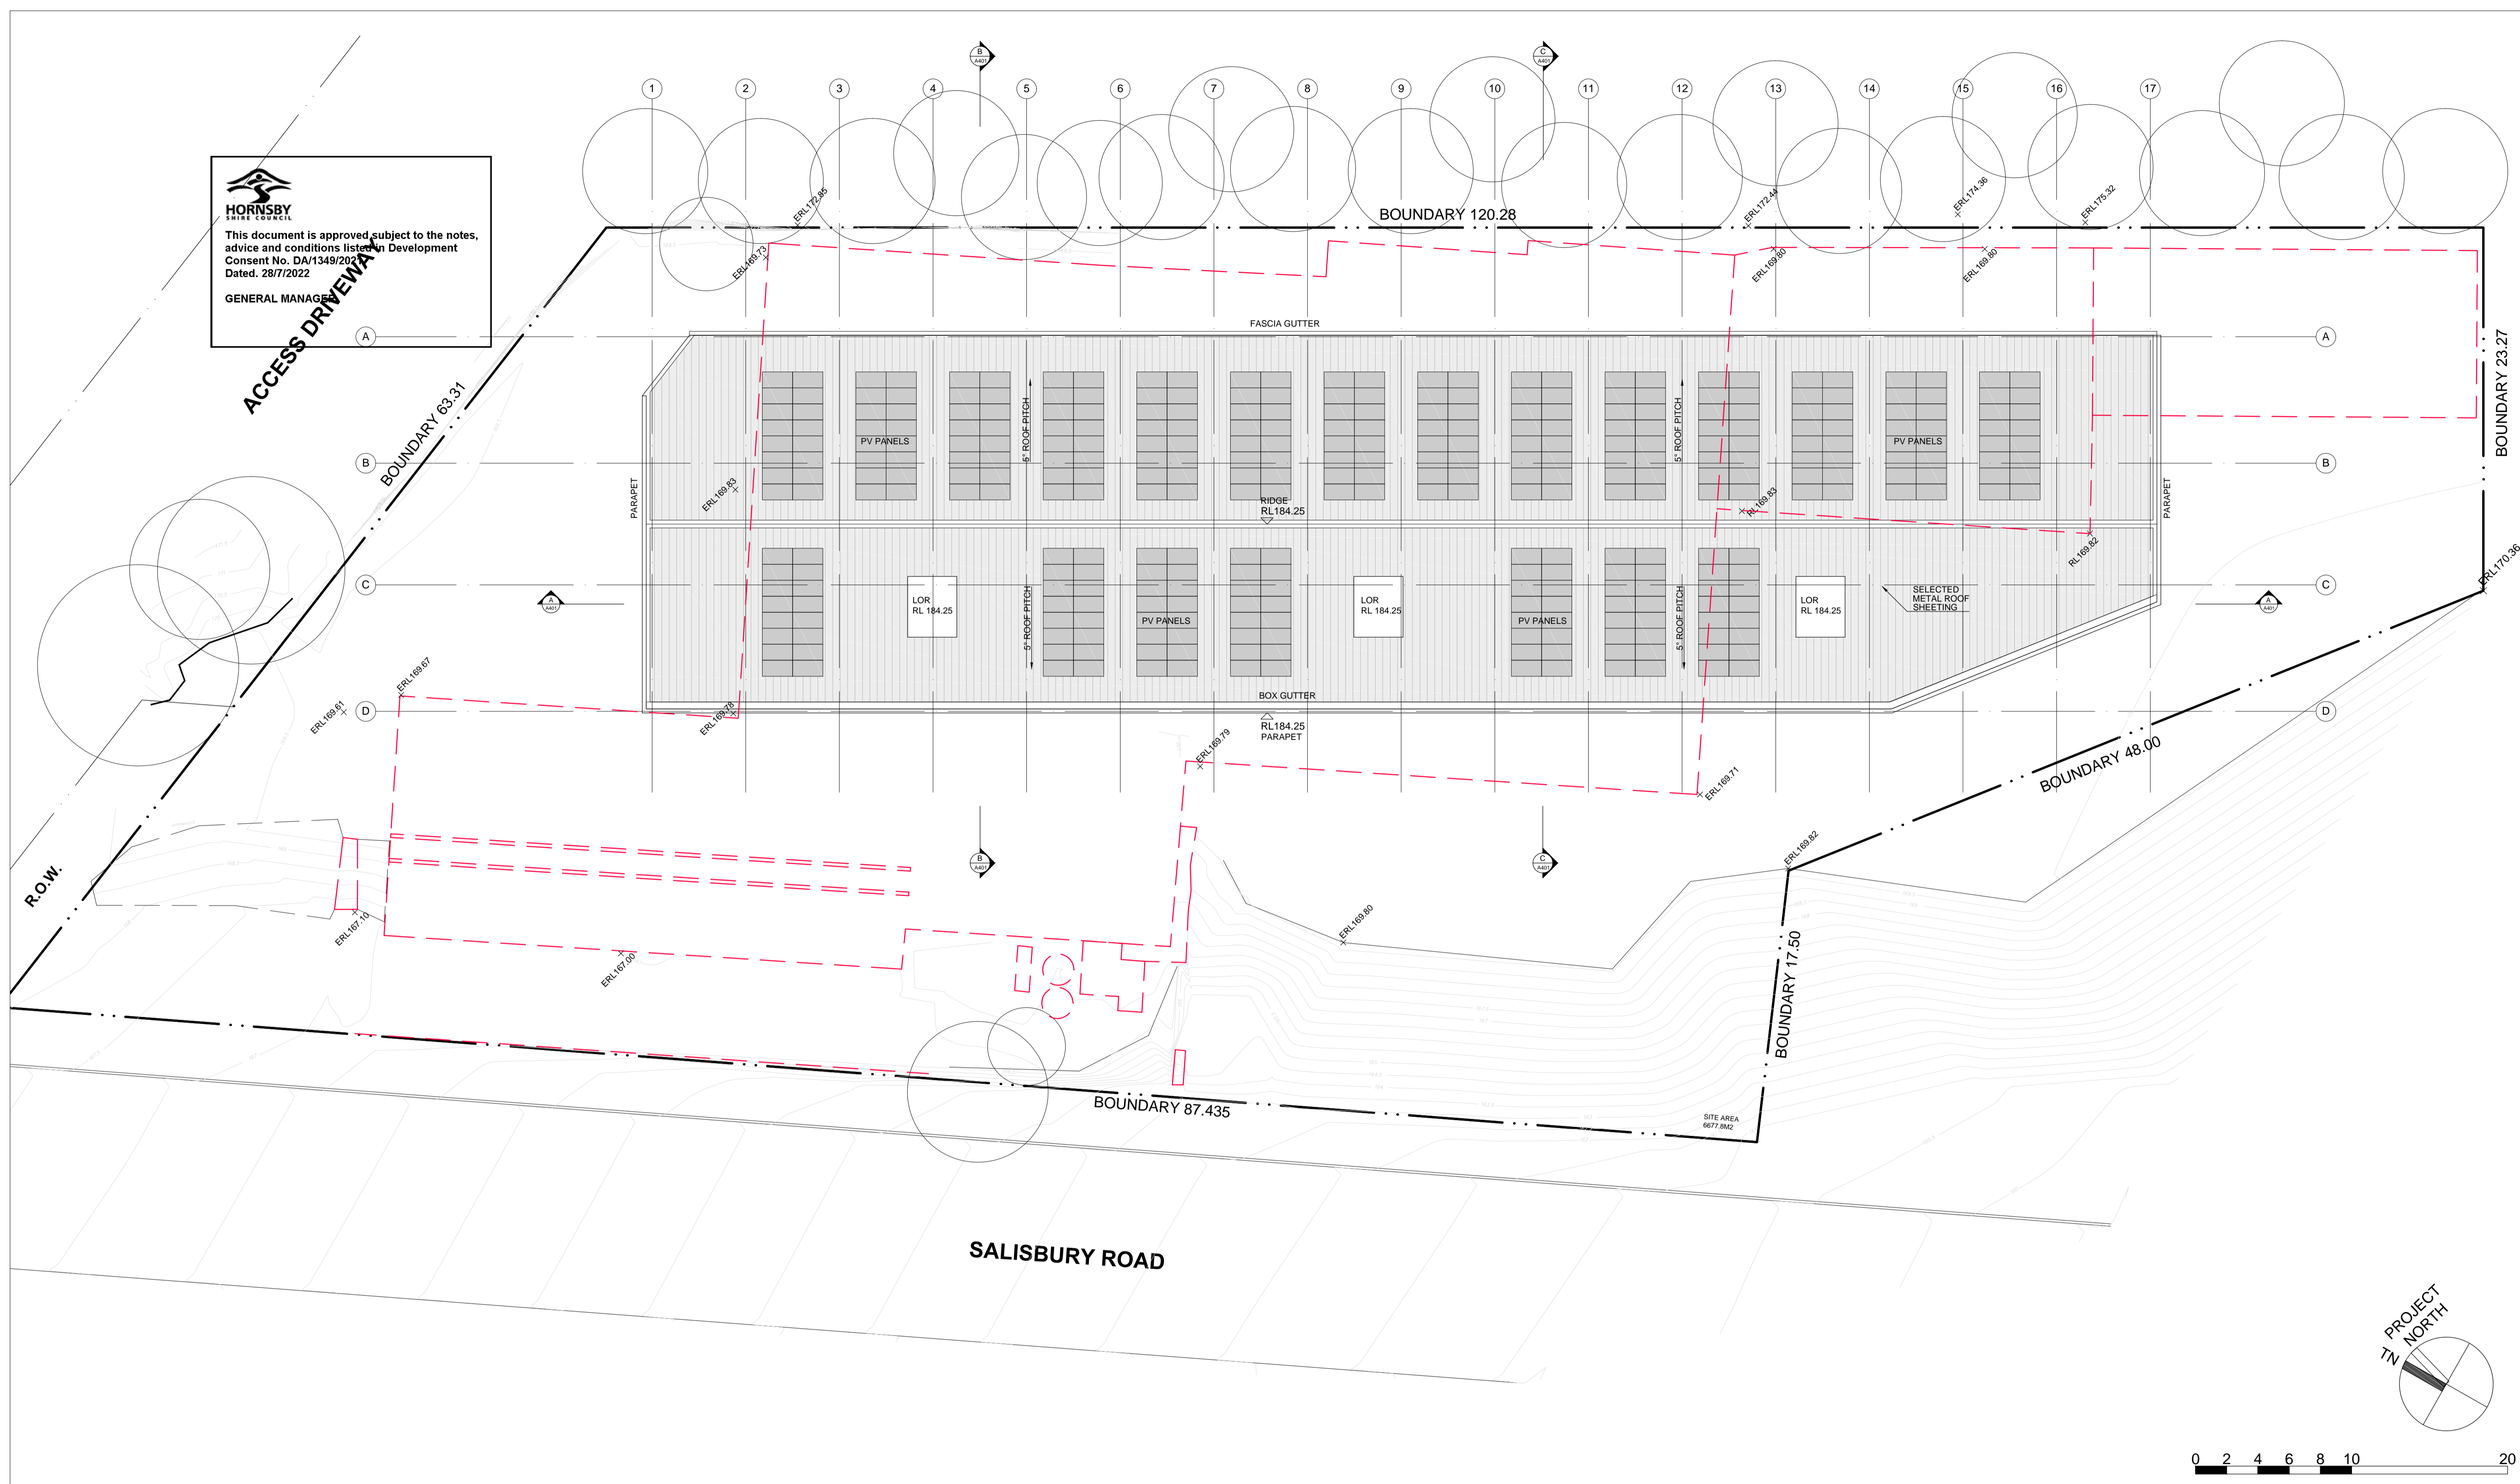 B
A401
C
A401
1
2
3
4
5
6
7
8
9
10
11
12
13
14
15
16
17
HORNSBY
SHIRE COUNCIL
This document is approved subject to the notes,
advice and conditions listed in Development
Consent No. DA/1349/2021
Dated. 28/7/2022
GENERAL MANAGER
ACCESS DRIVEWAY
BOUNDARY 63.31
BOUNDARY 120.28
BOUNDARY 23.27
ERL172.85
ERL172.44
ERL174.36
ERL175.32
ERL169.73
ERL169.80
ERL169.80
FASCIA GUTTER
A
A
B
B
PV PANELS
PV PANELS
5° ROOF PITCH
5° ROOF PITCH
PARAPET
PARAPET
ERL169.83
RIDGE
RL184.25
RL169.83
RL169.82
ERL170.36
C
C
A
A401
A
A401
LOR
RL 184.25
LOR
RL 184.25
LOR
RL 184.25
5° ROOF PITCH
5° ROOF PITCH
PV PANELS
PV PANELS
SELECTED
METAL ROOF
SHEETING
BOX GUTTER
D
D
ERL169.67
ERL169.61
ERL169.78
RL184.25
PARAPET
ERL169.79
ERL169.71
BOUNDARY 48.00
B
A401
C
A401
ERL169.82
R.O.W.
ERL167.10
ERL167.00
ERL169.80
BOUNDARY 17.50
BOUNDARY 87.435
SITE AREA
6677.8M2
SALISBURY ROAD
PROJECT
NORTH
TN
0 2 4 6 8 10 20